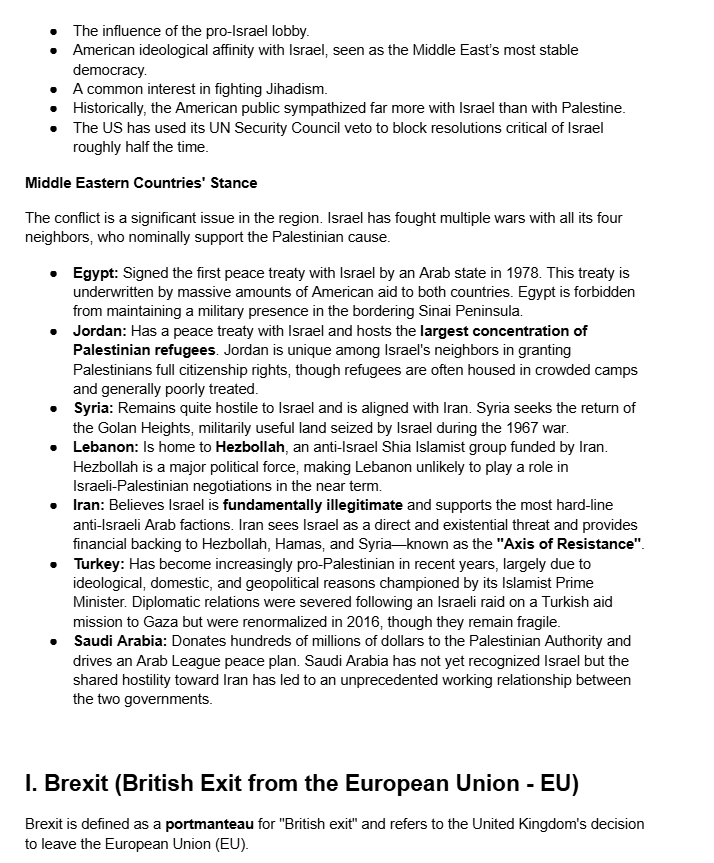 ● The influence of the pro-Israel lobby.
● American ideological affinity with Israel, seen as the Middle East's most stable
democracy.
● A common interest in fighting Jihadism.
● Historically, the American public sympathized far more with Israel than with Palestine.
● The US has used its UN Security Council veto to block resolutions critical of Israel
roughly half the time.
Middle Eastern Countries' Stance
The conflict is a significant issue in the region. Israel has fought multiple wars with all its four
neighbors, who nominally support the Palestinian cause.
● Egypt: Signed the first peace treaty with Israel by an Arab state in 1978. This treaty is
underwritten by massive amounts of American aid to both countries. Egypt is forbidden
from maintaining a military presence in the bordering Sinai Peninsula.
● Jordan: Has a peace treaty with Israel and hosts the largest concentration of
Palestinian refugees. Jordan is unique among Israel's neighbors in granting
Palestinians full citizenship rights, though refugees are often housed in crowded camps
and generally poorly treated.
● Syria: Remains quite hostile to Israel and is aligned with Iran. Syria seeks the return of
the Golan Heights, militarily useful land seized by Israel during the 1967 war.
● Lebanon: Is home to Hezbollah, an anti-Israel Shia Islamist group funded by Iran.
Hezbollah is a major political force, making Lebanon unlikely to play a role in
Israeli-Palestinian negotiations in the near term.
● Iran: Believes Israel is fundamentally illegitimate and supports the most hard-line
anti-Israeli Arab factions. Iran sees Israel as a direct and existential threat and provides
financial backing to Hezbollah, Hamas, and Syria—known as the "Axis of Resistance".
● Turkey: Has become increasingly pro-Palestinian in recent years, largely due to
ideological, domestic, and geopolitical reasons championed by its Islamist Prime
Minister. Diplomatic relations were severed following an Israeli raid on a Turkish aid
mission to Gaza but were renormalized in 2016, though they remain fragile.
● Saudi Arabia: Donates hundreds of millions of dollars to the Palestinian Authority and
drives an Arab League peace plan. Saudi Arabia has not yet recognized Israel but the
shared hostility toward Iran has led to an unprecedented working relationship between
the two governments.
I. Brexit (British Exit from the European Union - EU)
Brexit is defined as a portmanteau for "British exit" and refers to the United Kingdom's decision
to leave the European Union (EU).